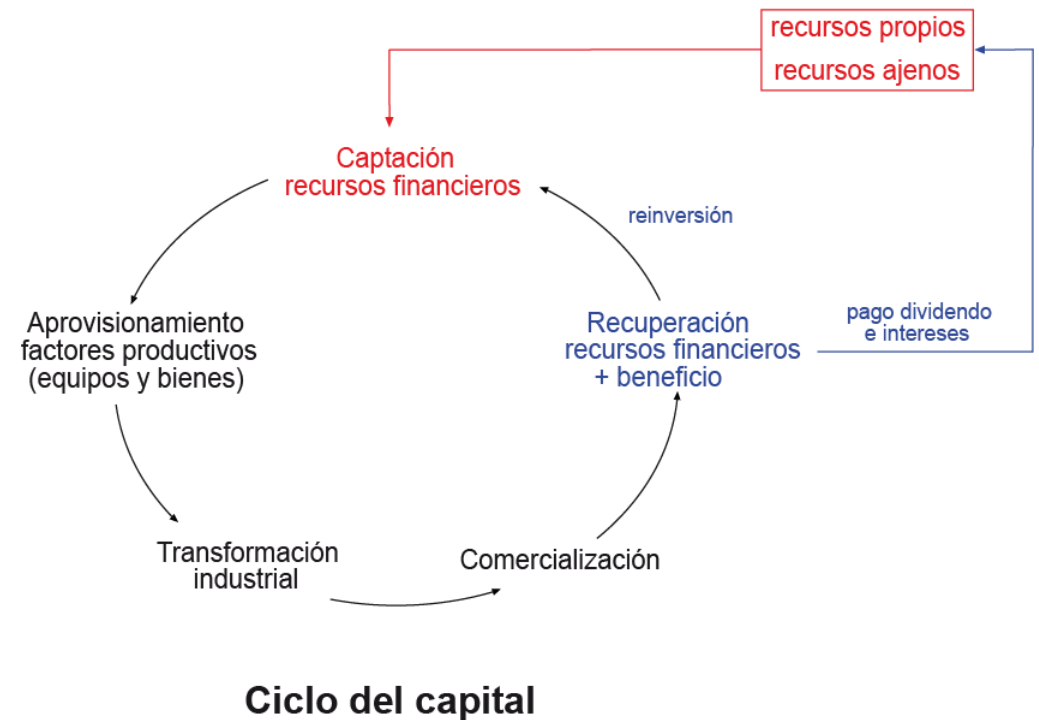 recursos propios
recursos ajenos
Captación
recursos financieros
reinversión
Aprovisionamiento
factores productivos
(equipos y bienes)
Recuperación
recursos financieros
+ beneficio
pago dividendo
e intereses
Transformación
industrial
Comercialización
Ciclo del capital